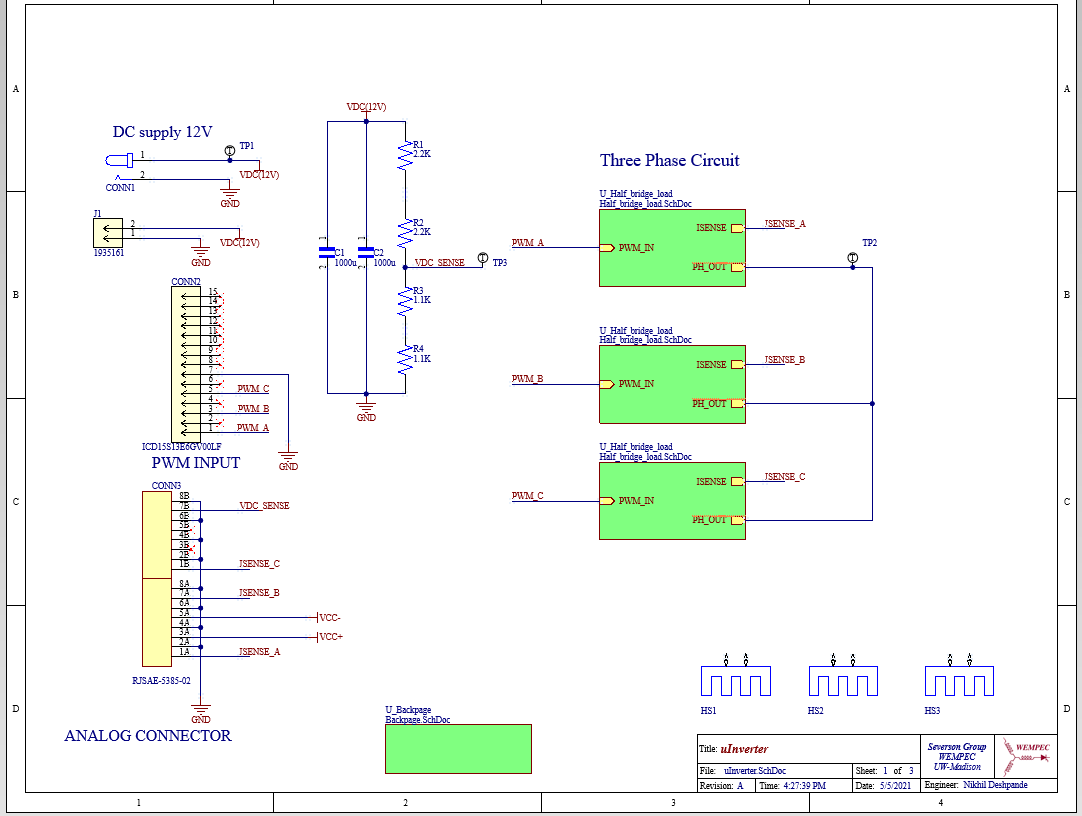 A
A
DC supply 12V
1
TP1
VDC(12V)
2
CONN1
GND
J1
2
1
VDC(12V)
1935161
GND
CONN2
15
14
13
12
11
10
9
8
7
6
5
PWM_C
4
3
PWM_B
2
1
PWM_A
ICD15S13E6GV00LF
GND
PWM INPUT
CONN3
8B
7B
VDC_SENSE
6B
5B
4B
3B
2B
1B
ISENSE_C
8A
7A
ISENSE_B
6A
5A
VCC-
4A
3A
VCC+
2A
1A
ISENSE_A
RJSAE-5385-02
GND
ANALOG CONNECTOR
VDC(12V)
R1
2.2K
R2
2.2K
1
1
C1
1000u
C2
1000u
2
2
VDC_SENSE
TP3
R3
1.1K
R4
1.1K
GND
Three Phase Circuit
U_Half_bridge_load
Half_bridge_load.SchDoc
PWM_A
PWM_IN
ISENSE
ISENSE_A
PH_OUT
TP2
U_Half_bridge_load
Half_bridge_load.SchDoc
PWM_B
PWM_IN
ISENSE
ISENSE_B
PH_OUT
U_Half_bridge_load
Half_bridge_load.SchDoc
PWM_C
PWM_IN
ISENSE
ISENSE_C
PH_OUT
B
B
C
C
D
D
U_Backpage
Backpage.SchDoc
HS1
HS2
HS3
Title: uInverter
File: uInverter.SchDoc
Sheet: 1 of 3
Revision: A
Time: 4:27:39 PM
Date: 5/5/2021
Severson Group
WEMPEC
UW-Madison
WEMPEC
Engineer: Nikhil Deshpande
1
2
3
4